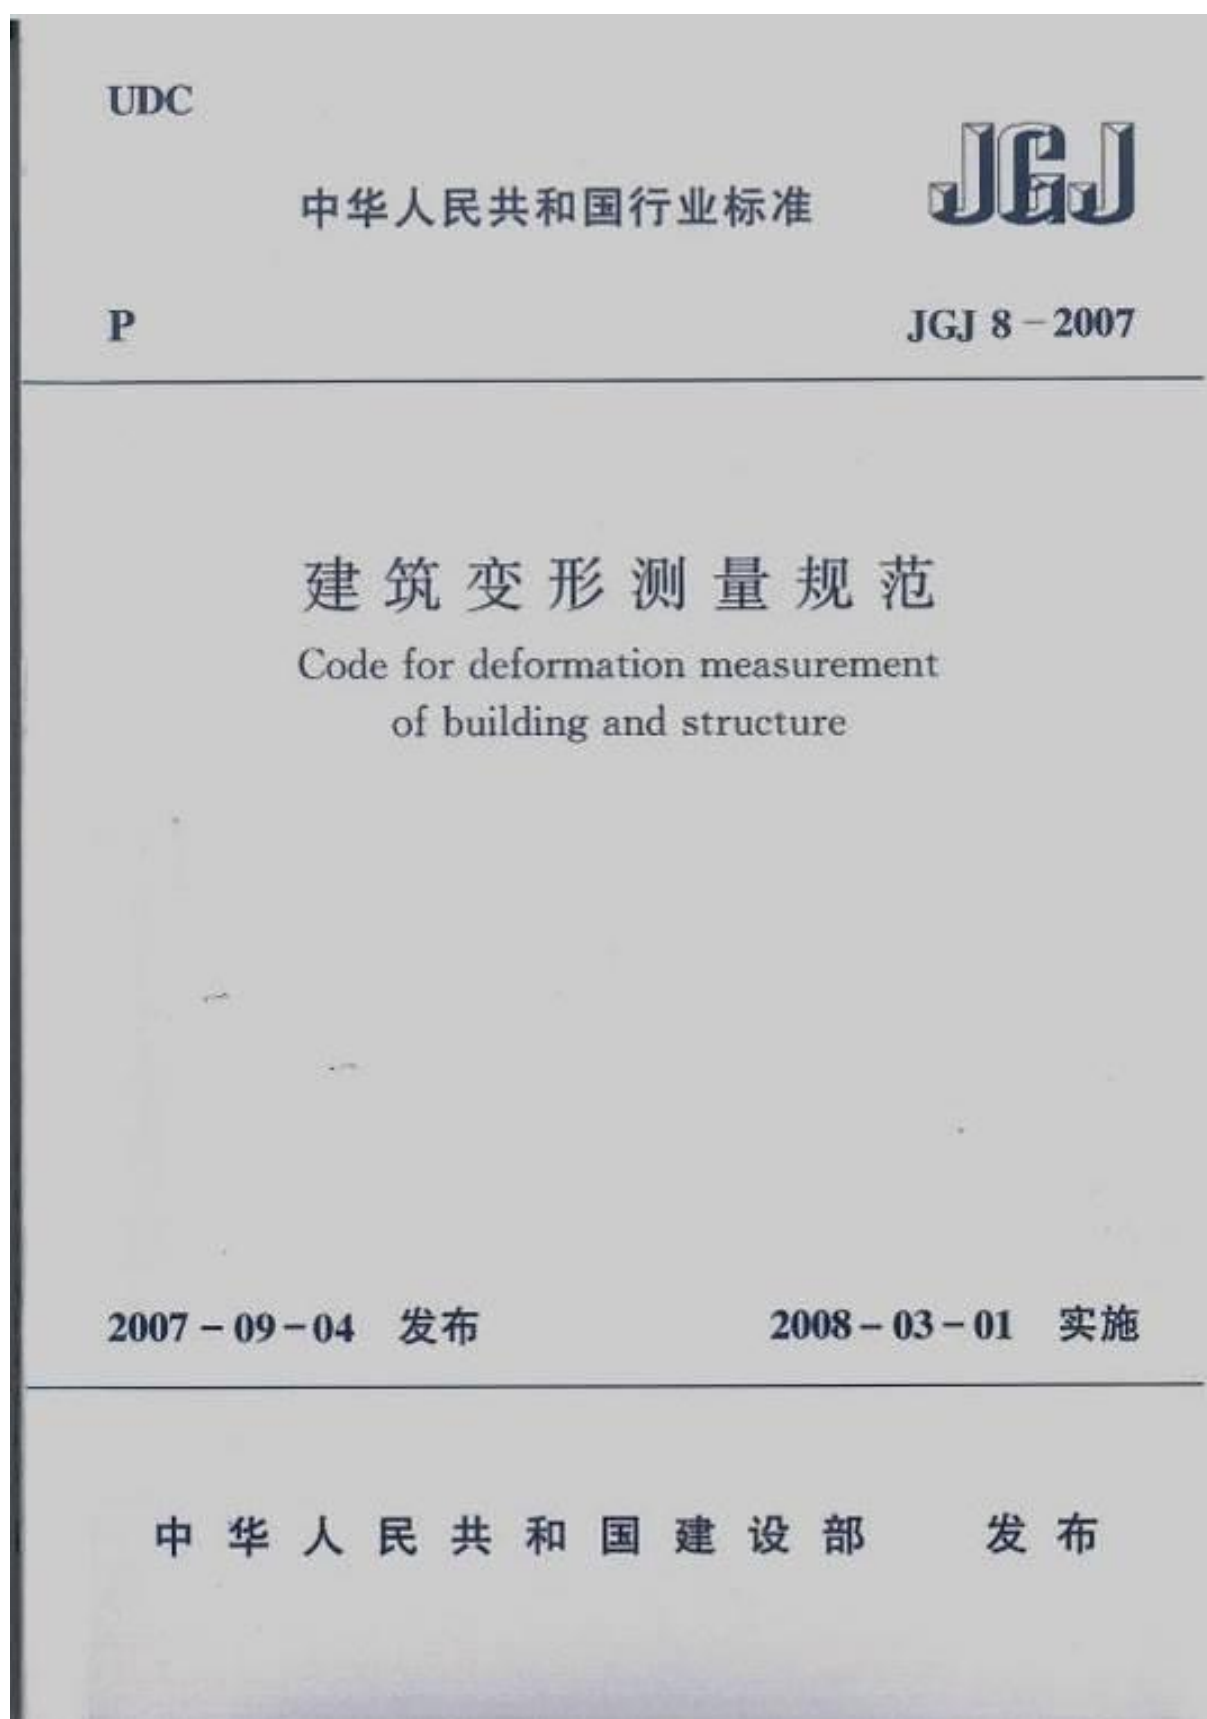 UDC
JGJ
中华人民共和国行业标准
P
JGJ 8－2007
建筑变形测量规范
Code for deformation measurement
of building and structure
2007－09－04 发布
2008－03－01 实施
中华人民共和国建设部 发布